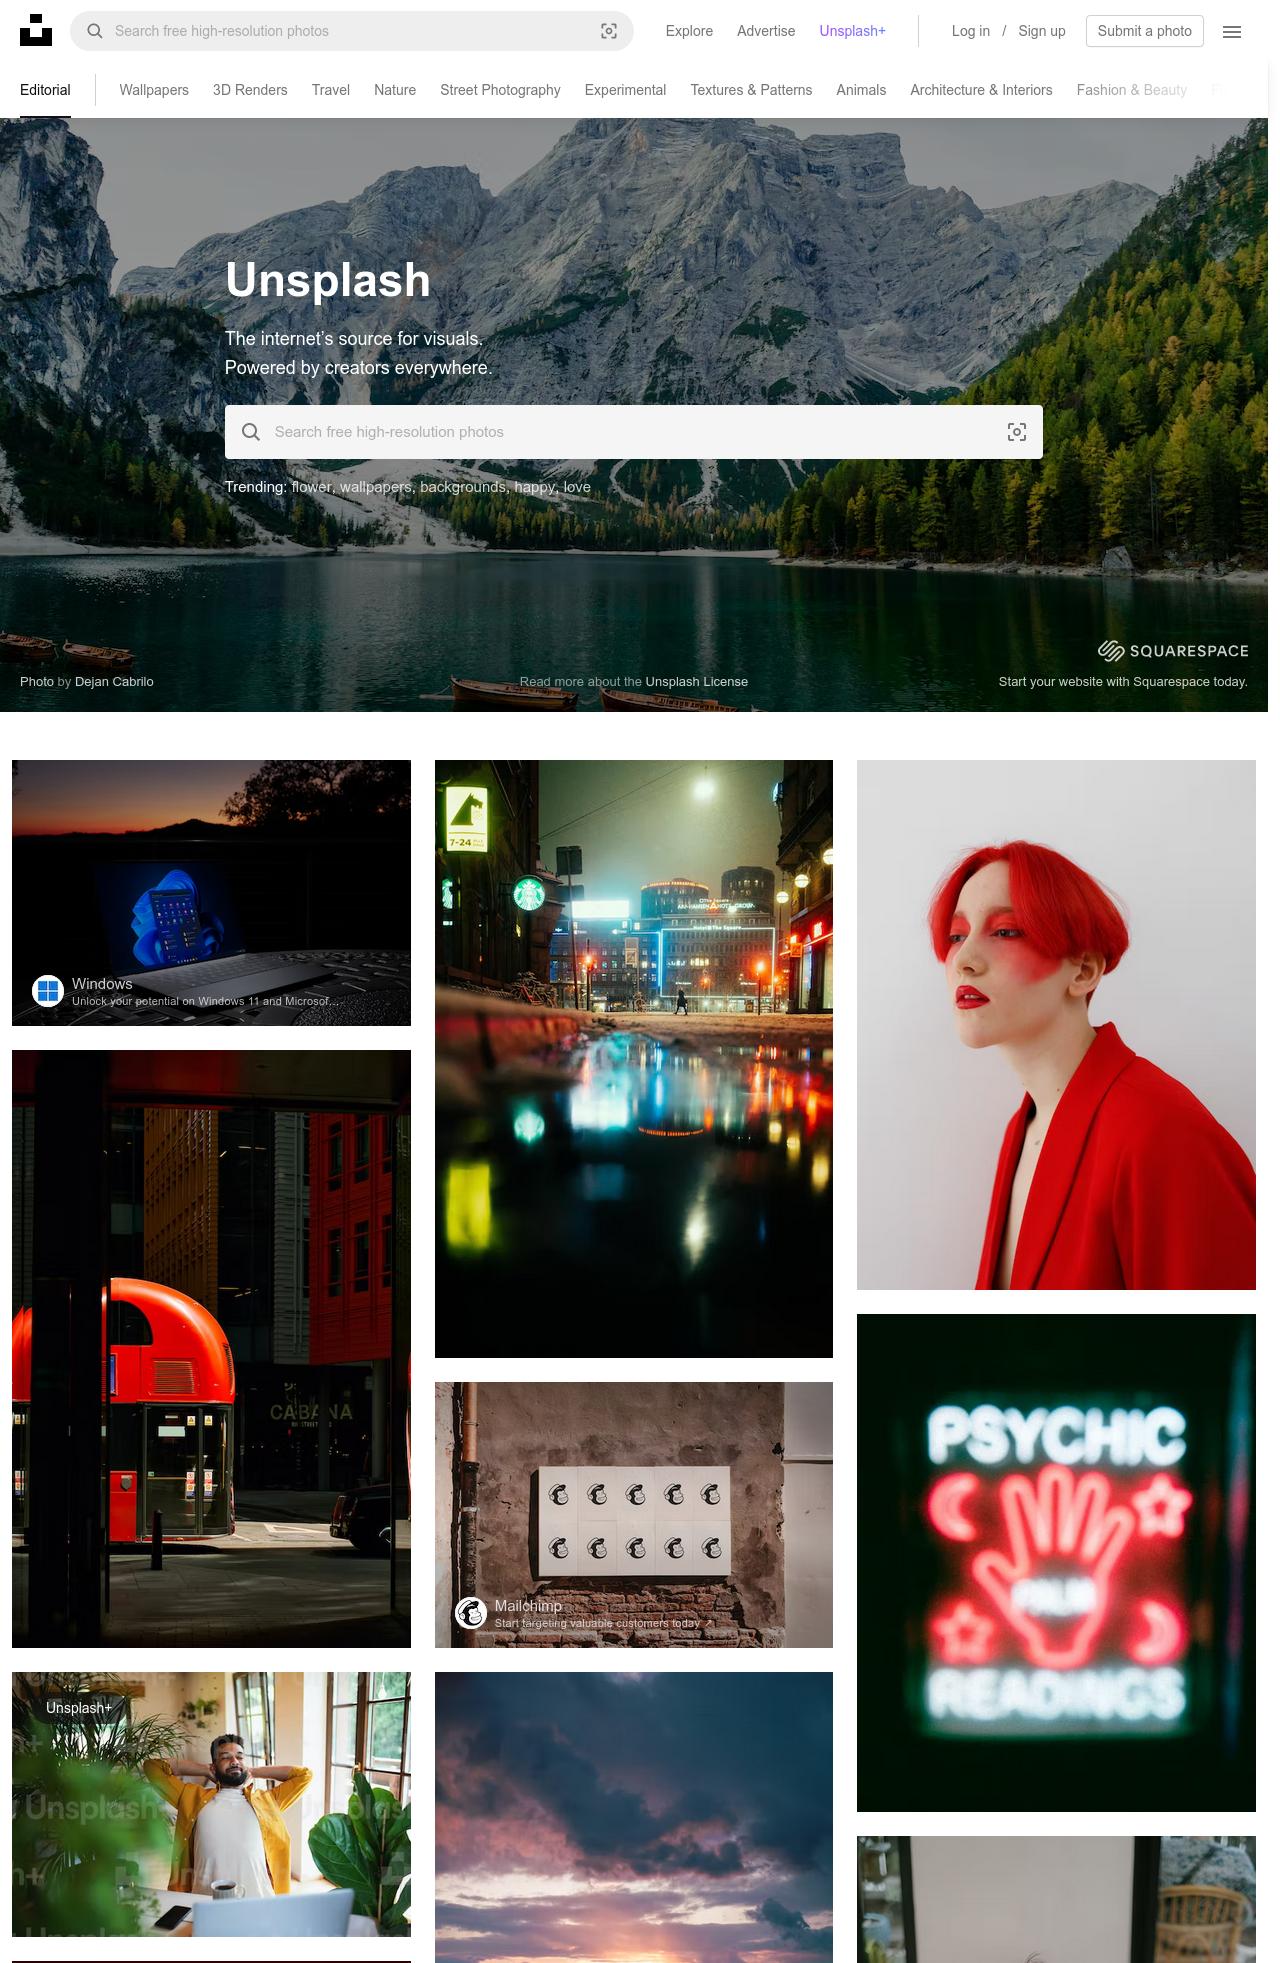 Search free high-resolution photos
Explore
Advertise
Unsplash+
Log in / Sign up
Submit a photo
Editorial
Wallpapers
3D Renders
Travel
Nature
Street Photography
Experimental
Textures & Patterns
Animals
Architecture & Interiors
Fashion & Beauty
Unsplash
The internet’s source for visuals.
Powered by creators everywhere.
Search free high-resolution photos
Trending: flower, wallpapers, backgrounds, happy, love
SQUARESPACE
Photo by Dejan Cabrilo
Read more about the Unsplash License
Start your website with Squarespace today.
7-24
Windows
Unlock your potential on Windows 11 and Microsof…
CABANA
PSYCHIC
READINGS
Mailchimp
Start targeting valuable customers today ↗
Unsplash+
Unsplash+